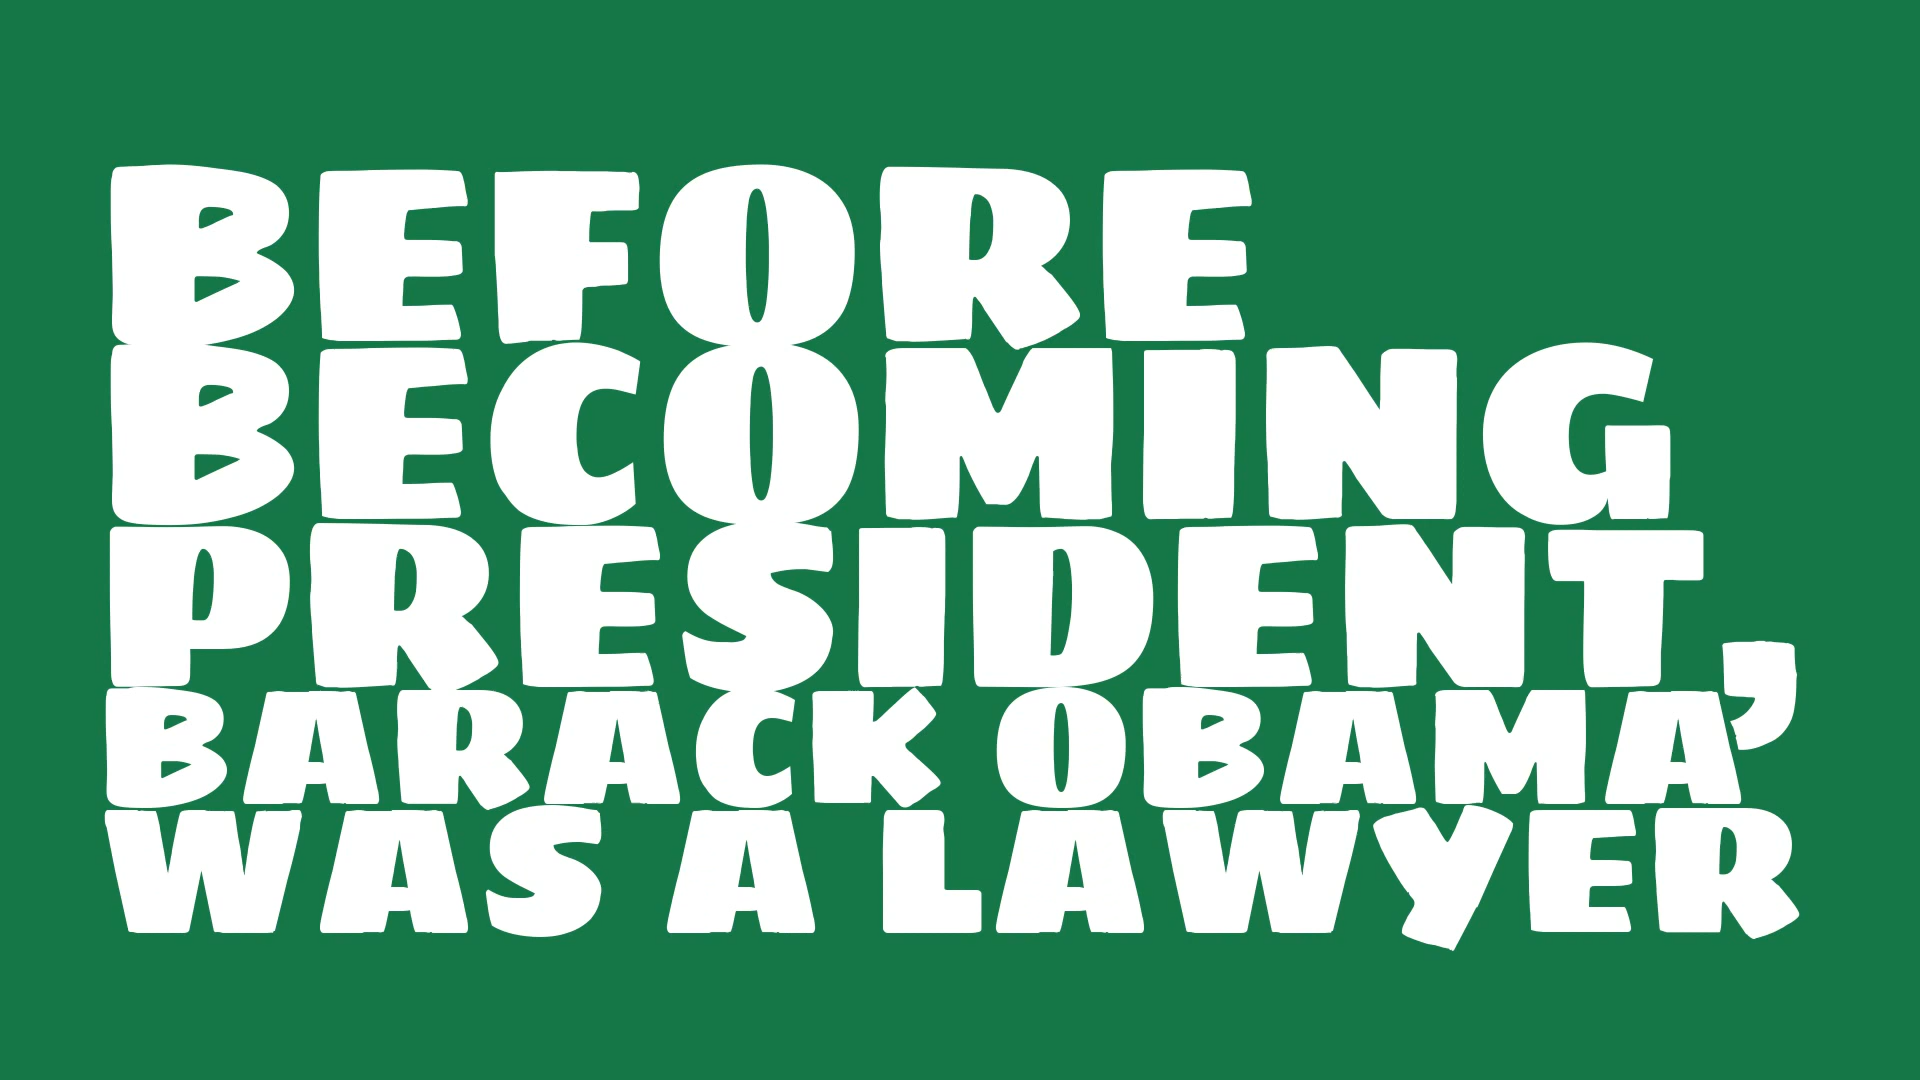 BEFORE
BECOMING
PRESIDENT,
BARACK OBAMA
WAS A LAWYER